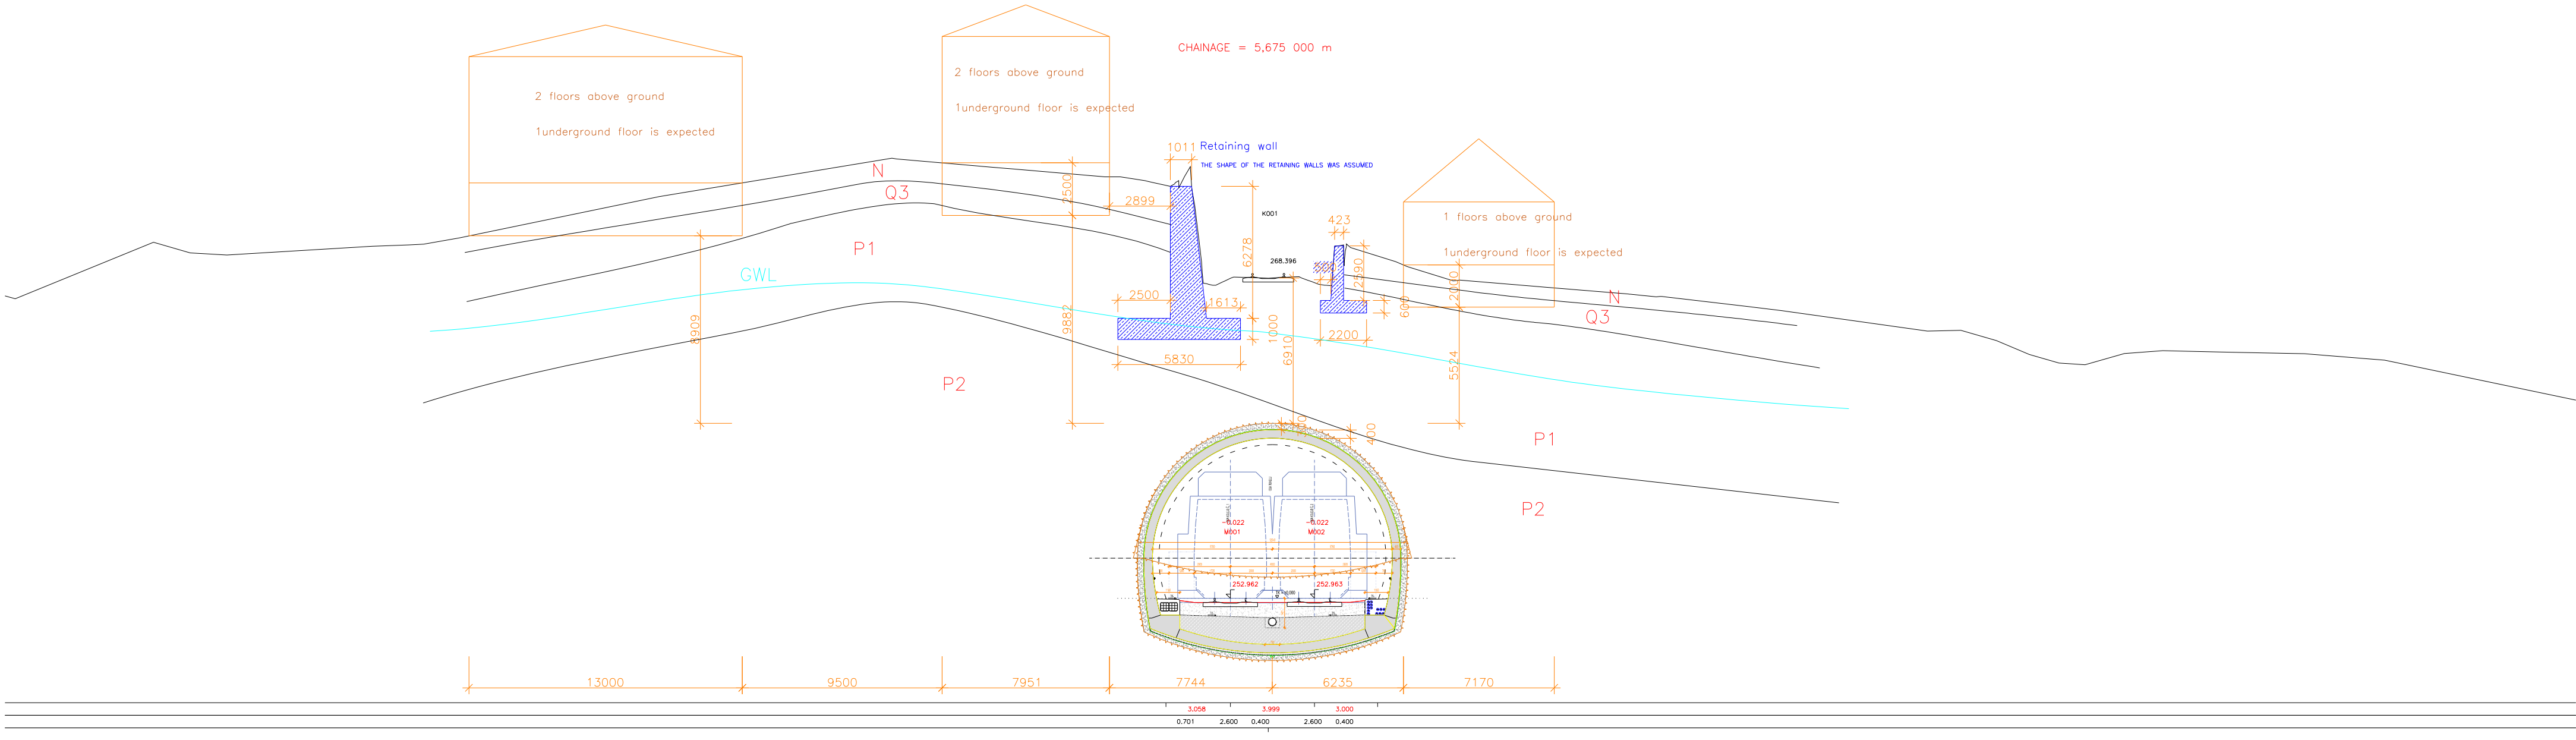 CHAINAGE = 5,675 000 m
2 floors above ground
1underground floor is expected
2 floors above ground
1underground floor is expected
1011
Retaining wall
THE SHAPE OF THE RETAINING WALLS WAS ASSUMED
N
Q3
2500
2899
K001
423
1 floors above ground
1underground floor is expected
P1
6278
268.396
2590
2000
GWL
2500
1613
600
N
Q3
8909
9882
1000
6910
2200
5524
5830
P2
400
P1
P2
-0.022
-0.022
M001
M002
252.962
252.963
13000
9500
7951
7744
6235
7170
3.058
3.999
3.000
0.701
2.600
0.400
2.600
0.400